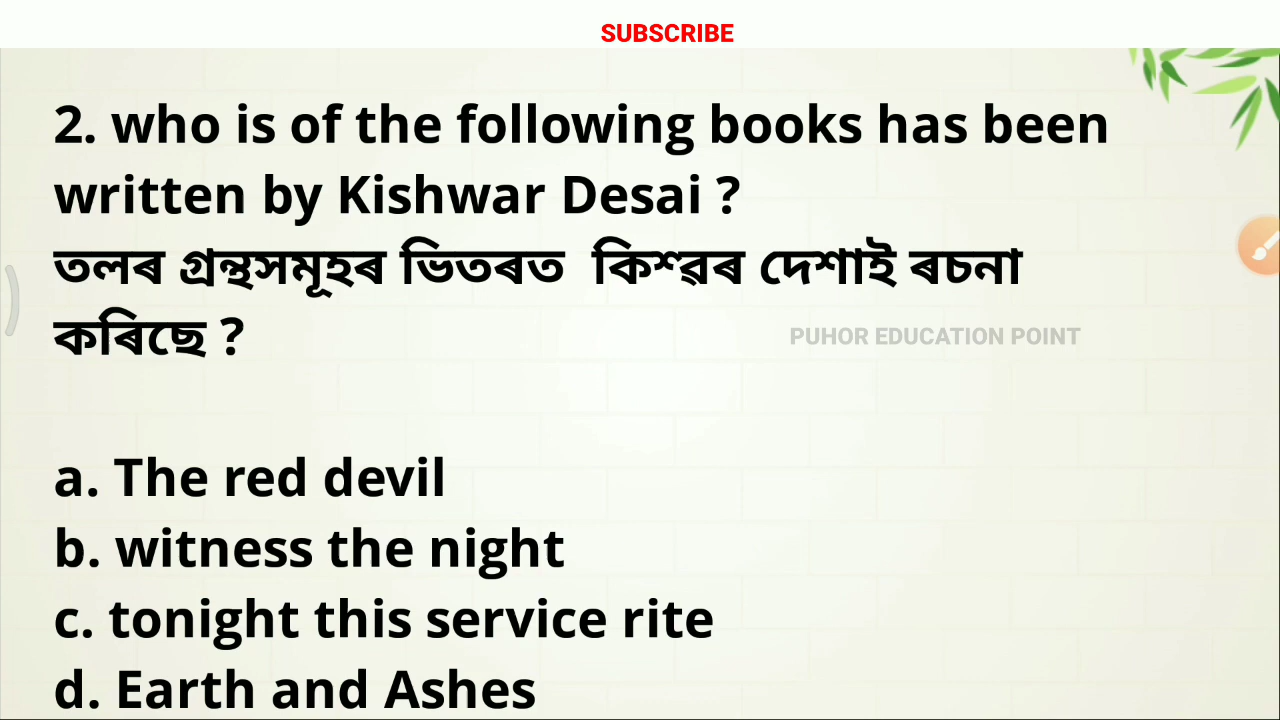 SUBSCRIBE
2. who is of the following books has been
written by Kishwar Desai ?
তলৰ গ্ৰন্থসমূহৰ ভিতৰত কিশ্ৱৰ দেশাই ৰচনা
কৰিছে ?
PUHOR EDUCATION POINT
a. The red devil
b. witness the night
c. tonight this service rite
d. Earth and Ashes